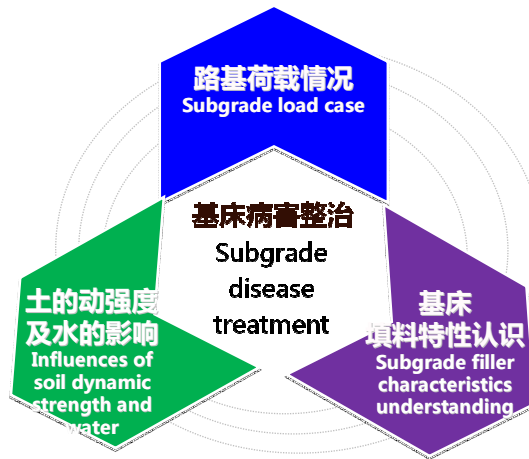 路基荷载情况
Subgrade load case
基床病害整治
Subgrade
disease
treatment
土的动强度
及水的影响
Influences of
soil dynamic
strength and
water
基床
填料特性认识
Subgrade filler
characteristics
understanding